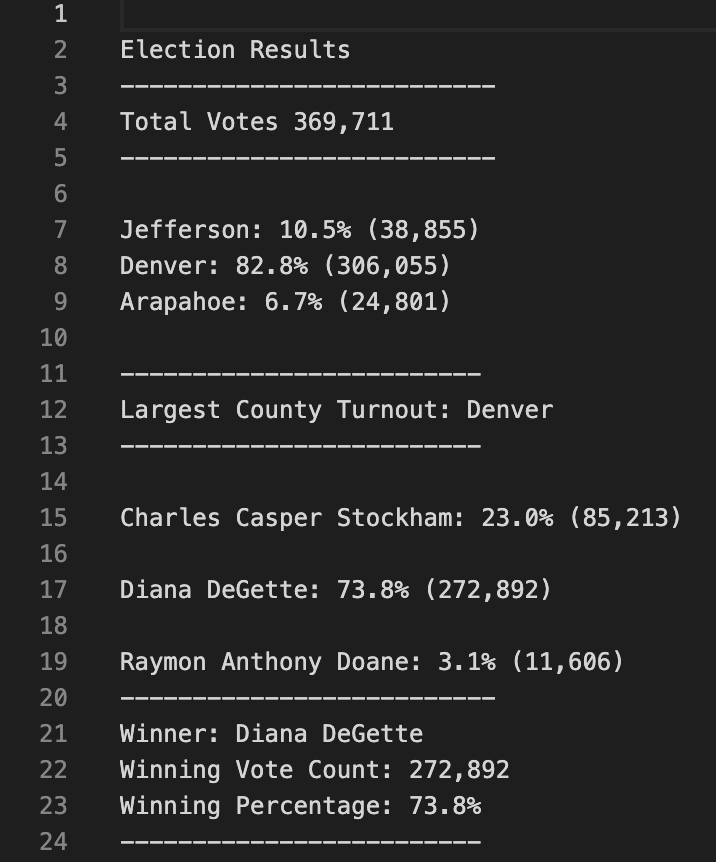 1
2 Election Results
3 --------------------------
4 Total Votes 369,711
5 --------------------------
6
7 Jefferson: 10.5% (38,855)
8 Denver: 82.8% (306,055)
9 Arapahoe: 6.7% (24,801)
10
11 -------------------------
12 Largest County Turnout: Denver
13 -------------------------
14
15 Charles Casper Stockham: 23.0% (85,213)
16
17 Diana DeGette: 73.8% (272,892)
18
19 Raymon Anthony Doane: 3.1% (11,606)
20 --------------------------
21 Winner: Diana DeGette
22 Winning Vote Count: 272,892
23 Winning Percentage: 73.8%
24 -------------------------